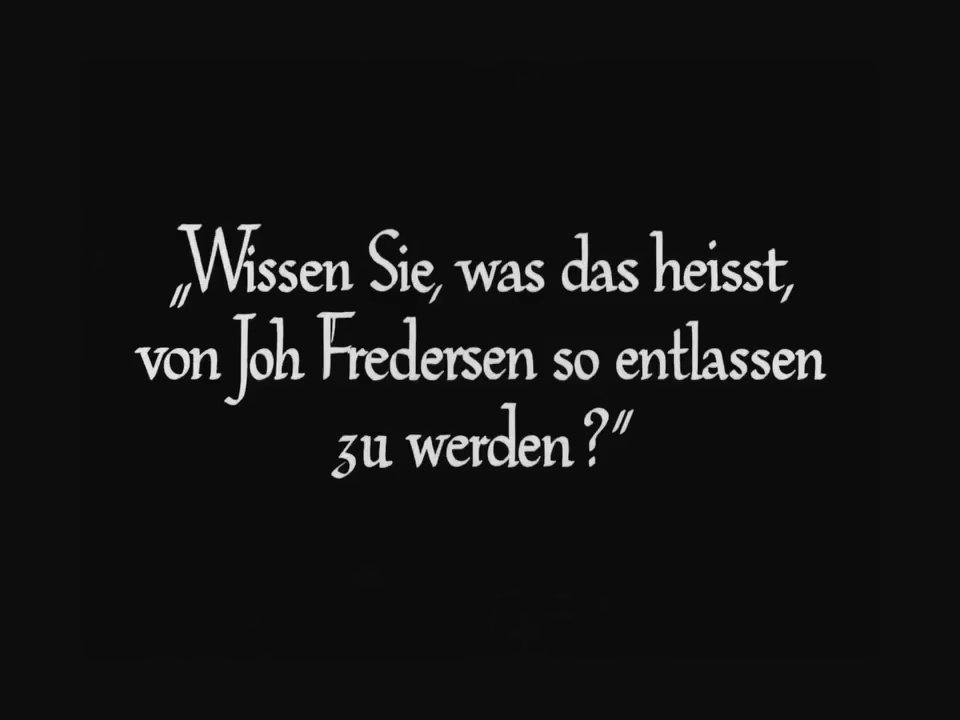 „Wissen Sie, was das heisst,
von Joh Fredersen so entlassen
zu werden?"